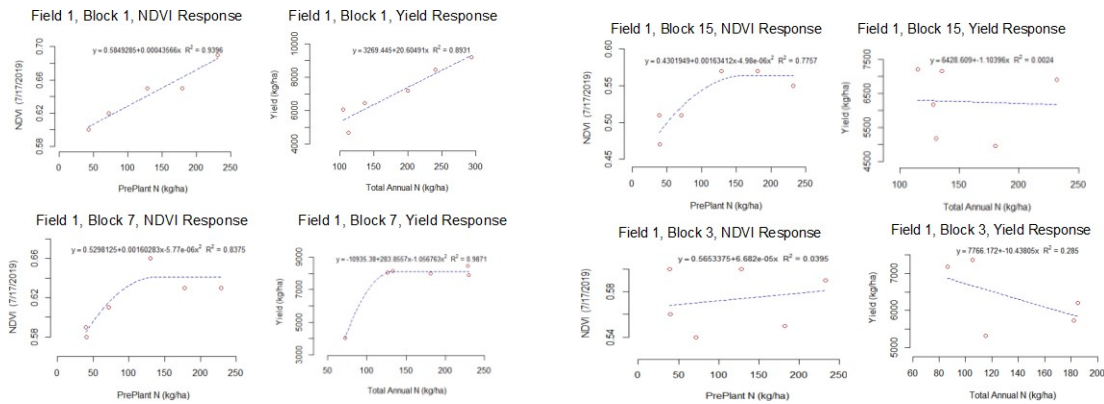 Field 1, Block 1, NDVI Response
y = 0.5849285+0.00043566x R² = 0.9396
NDVI (7/17/2019)
0.70
0.66
0.62
0.58
0 50 100 150 200 250
PrePlant N (kg/ha)
Field 1, Block 1, Yield Response
y = 3269.445+20.60491x R² = 0.8931
Yield (kg/ha)
10000
8000
6000
4000
50 100 150 200 250 300
Total Annual N (kg/ha)
Field 1, Block 15, NDVI Response
y = 0.4301949+0.00163412x-4.98e-06x² R² = 0.7757
NDVI (7/17/2019)
0.60
0.55
0.50
0.45
0 50 100 150 200 250
PrePlant N (kg/ha)
Field 1, Block 15, Yield Response
y = 6428.609+-1.10396x R² = 0.0024
Yield (kg/ha)
7500
6500
5500
4500
100 150 200 250
Total Annual N (kg/ha)
Field 1, Block 7, NDVI Response
y = 0.5298125+0.00160283x-5.77e-06x² R² = 0.8375
NDVI (7/17/2019)
0.66
0.62
0.58
0 50 100 150 200 250
PrePlant N (kg/ha)
Field 1, Block 7, Yield Response
y = -10935.38+283.8557x-1.056763x² R² = 0.9871
Yield (kg/ha)
9000
7000
5000
3000
50 100 150 200 250
Total Annual N (kg/ha)
Field 1, Block 3, NDVI Response
y = 0.5653375+6.682e-05x R² = 0.0395
NDVI (7/17/2019)
0.58
0.54
0 50 100 150 200 250
PrePlant N (kg/ha)
Field 1, Block 3, Yield Response
y = 7766.172+-10.43805x R² = 0.285
Yield (kg/ha)
7000
6000
5000
60 80 100 120 140 160 180 200
Total Annual N (kg/ha)